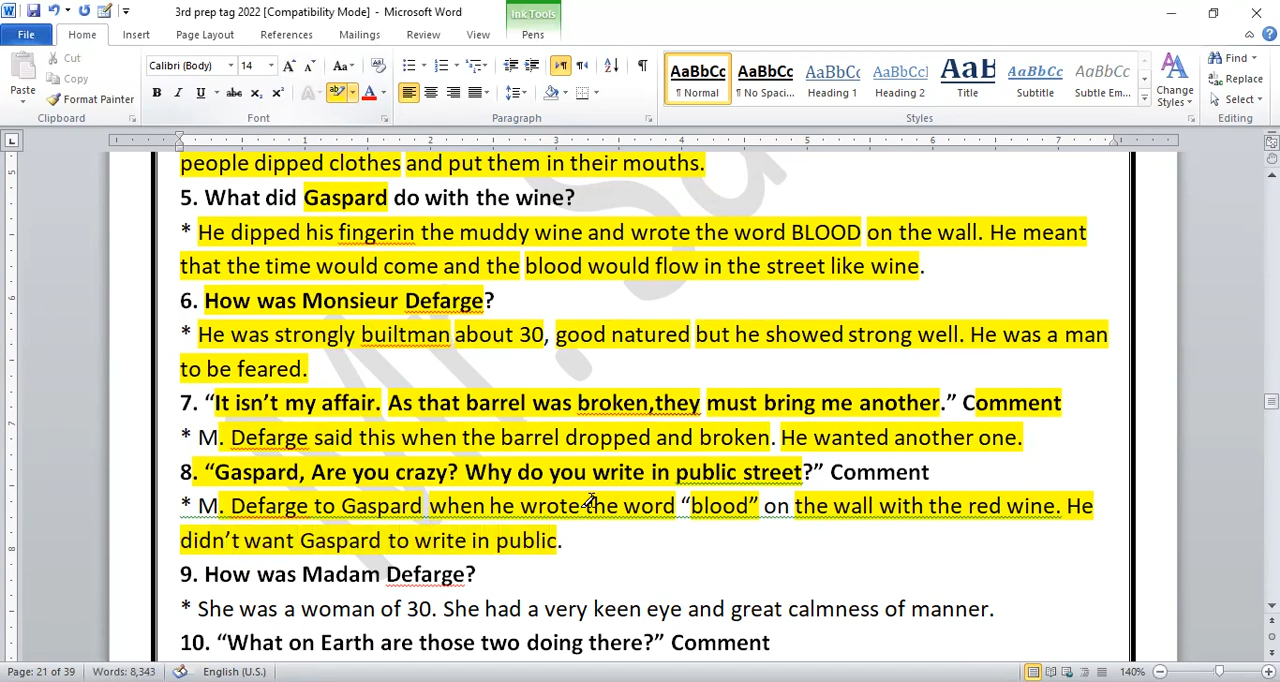 3rd prep tag 2022 [Compatibility Mode] - Microsoft Word
Ink Tools
File Home Insert Page Layout References Mailings Review View Pens
Cut
Copy
Format Painter
Paste
Clipboard
Calibri (Body) 14
Font
Paragraph
AaBbCc AaBbCc AaBbCc AaBbCc AaB AaBbCc AaBbCc
¶ Normal ¶ No Spaci... Heading 1 Heading 2 Title Subtitle Subtle Em...
Styles
Change
Styles
Find
Replace
Select
Editing
1 2 3 4 5 6 7
people dipped clothes and put them in their mouths.
5. What did Gaspard do with the wine?
* He dipped his fingerin the muddy wine and wrote the word BLOOD on the wall. He meant
that the time would come and the blood would flow in the street like wine.
6. How was Monsieur Defarge?
* He was strongly builtman about 30, good natured but he showed strong well. He was a man
to be feared.
7. “It isn’t my affair. As that barrel was broken,they must bring me another.” Comment
* M. Defarge said this when the barrel dropped and broken. He wanted another one.
8. “Gaspard, Are you crazy? Why do you write in public street?” Comment
* M. Defarge to Gaspard when he wrote the word “blood” on the wall with the red wine. He
didn’t want Gaspard to write in public.
9. How was Madam Defarge?
* She was a woman of 30. She had a very keen eye and great calmness of manner.
10. “What on Earth are those two doing there?” Comment
Page: 21 of 39 Words: 8,343 English (U.S.) 140%